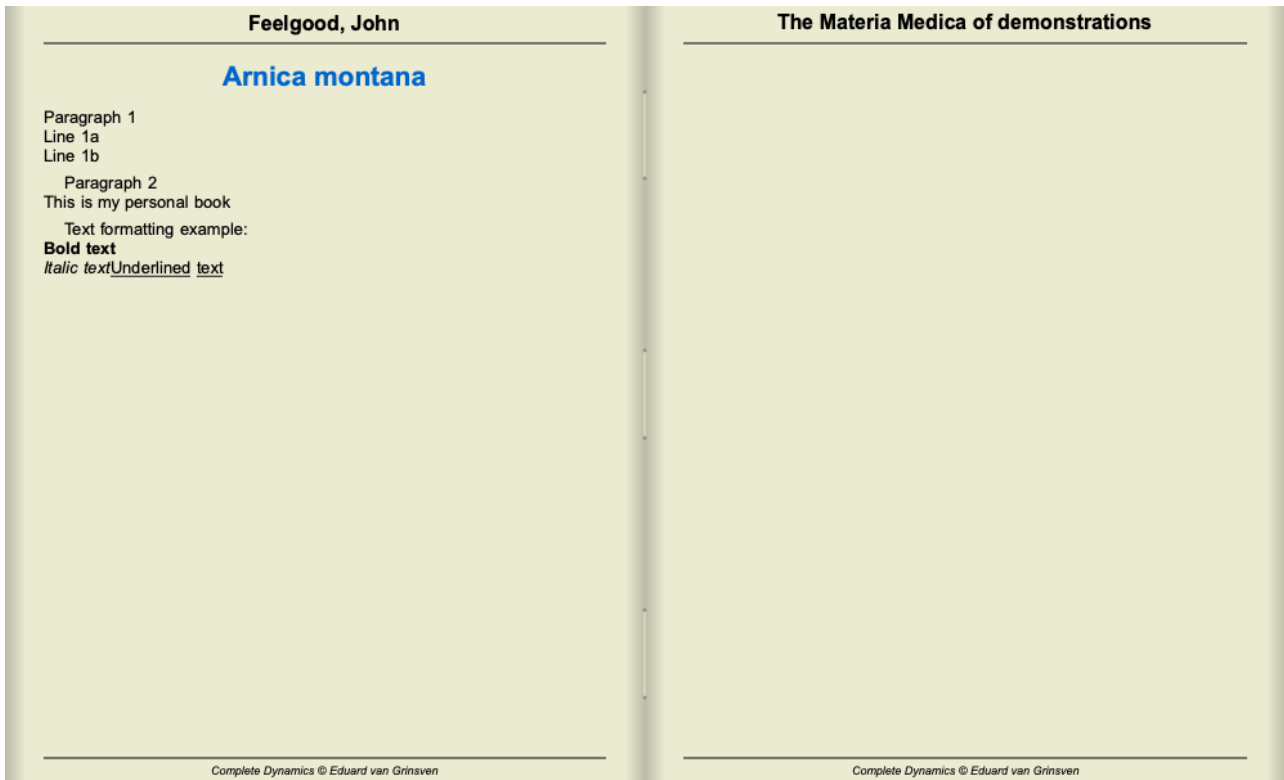 Feelgood, John
Arnica montana
Paragraph 1
Line 1a
Line 1b
Paragraph 2
This is my personal book
Text formatting example:
Bold text
Italic textUnderlined text
Complete Dynamics © Eduard van Grinsven
The Materia Medica of demonstrations
Complete Dynamics © Eduard van Grinsven